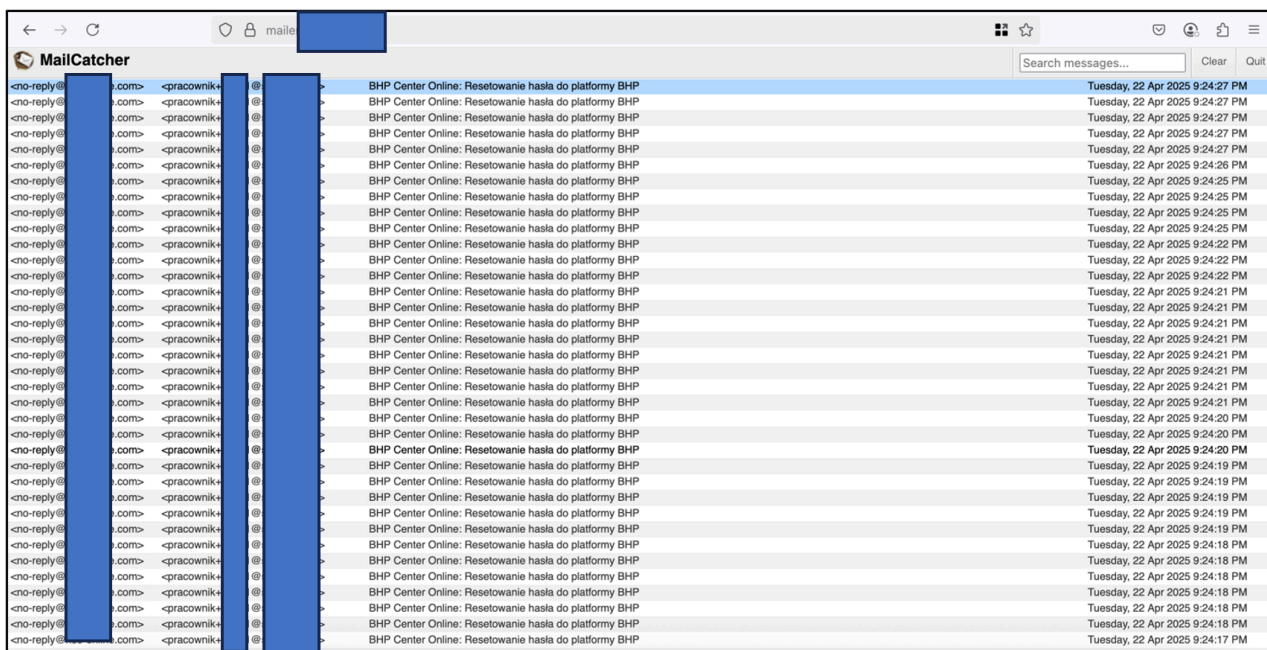 maile
MailCatcher Search messages... Clear Quit
<no-reply@ e.com> <pracownik+ @ > BHP Center Online: Resetowanie hasła do platformy BHP Tuesday, 22 Apr 2025 9:24:27 PM
<no-reply@ e.com> <pracownik+ @ > BHP Center Online: Resetowanie hasła do platformy BHP Tuesday, 22 Apr 2025 9:24:27 PM
<no-reply@ e.com> <pracownik+ @ > BHP Center Online: Resetowanie hasła do platformy BHP Tuesday, 22 Apr 2025 9:24:27 PM
<no-reply@ e.com> <pracownik+ @ > BHP Center Online: Resetowanie hasła do platformy BHP Tuesday, 22 Apr 2025 9:24:27 PM
<no-reply@ e.com> <pracownik+ @ > BHP Center Online: Resetowanie hasła do platformy BHP Tuesday, 22 Apr 2025 9:24:27 PM
<no-reply@ e.com> <pracownik+ @ > BHP Center Online: Resetowanie hasła do platformy BHP Tuesday, 22 Apr 2025 9:24:26 PM
<no-reply@ e.com> <pracownik+ @ > BHP Center Online: Resetowanie hasła do platformy BHP Tuesday, 22 Apr 2025 9:24:25 PM
<no-reply@ e.com> <pracownik+ @ > BHP Center Online: Resetowanie hasła do platformy BHP Tuesday, 22 Apr 2025 9:24:25 PM
<no-reply@ e.com> <pracownik+ @ > BHP Center Online: Resetowanie hasła do platformy BHP Tuesday, 22 Apr 2025 9:24:25 PM
<no-reply@ e.com> <pracownik+ @ > BHP Center Online: Resetowanie hasła do platformy BHP Tuesday, 22 Apr 2025 9:24:25 PM
<no-reply@ e.com> <pracownik+ @ > BHP Center Online: Resetowanie hasła do platformy BHP Tuesday, 22 Apr 2025 9:24:22 PM
<no-reply@ e.com> <pracownik+ @ > BHP Center Online: Resetowanie hasła do platformy BHP Tuesday, 22 Apr 2025 9:24:22 PM
<no-reply@ e.com> <pracownik+ @ > BHP Center Online: Resetowanie hasła do platformy BHP Tuesday, 22 Apr 2025 9:24:22 PM
<no-reply@ e.com> <pracownik+ @ > BHP Center Online: Resetowanie hasła do platformy BHP Tuesday, 22 Apr 2025 9:24:21 PM
<no-reply@ e.com> <pracownik+ @ > BHP Center Online: Resetowanie hasła do platformy BHP Tuesday, 22 Apr 2025 9:24:21 PM
<no-reply@ e.com> <pracownik+ @ > BHP Center Online: Resetowanie hasła do platformy BHP Tuesday, 22 Apr 2025 9:24:21 PM
<no-reply@ e.com> <pracownik+ @ > BHP Center Online: Resetowanie hasła do platformy BHP Tuesday, 22 Apr 2025 9:24:21 PM
<no-reply@ e.com> <pracownik+ @ > BHP Center Online: Resetowanie hasła do platformy BHP Tuesday, 22 Apr 2025 9:24:21 PM
<no-reply@ e.com> <pracownik+ @ > BHP Center Online: Resetowanie hasła do platformy BHP Tuesday, 22 Apr 2025 9:24:21 PM
<no-reply@ e.com> <pracownik+ @ > BHP Center Online: Resetowanie hasła do platformy BHP Tuesday, 22 Apr 2025 9:24:21 PM
<no-reply@ e.com> <pracownik+ @ > BHP Center Online: Resetowanie hasła do platformy BHP Tuesday, 22 Apr 2025 9:24:21 PM
<no-reply@ e.com> <pracownik+ @ > BHP Center Online: Resetowanie hasła do platformy BHP Tuesday, 22 Apr 2025 9:24:20 PM
<no-reply@ e.com> <pracownik+ @ > BHP Center Online: Resetowanie hasła do platformy BHP Tuesday, 22 Apr 2025 9:24:20 PM
<no-reply@ e.com> <pracownik+ @ > BHP Center Online: Resetowanie hasła do platformy BHP Tuesday, 22 Apr 2025 9:24:20 PM
<no-reply@ e.com> <pracownik+ @ > BHP Center Online: Resetowanie hasła do platformy BHP Tuesday, 22 Apr 2025 9:24:19 PM
<no-reply@ e.com> <pracownik+ @ > BHP Center Online: Resetowanie hasła do platformy BHP Tuesday, 22 Apr 2025 9:24:19 PM
<no-reply@ e.com> <pracownik+ @ > BHP Center Online: Resetowanie hasła do platformy BHP Tuesday, 22 Apr 2025 9:24:19 PM
<no-reply@ e.com> <pracownik+ @ > BHP Center Online: Resetowanie hasła do platformy BHP Tuesday, 22 Apr 2025 9:24:19 PM
<no-reply@ e.com> <pracownik+ @ > BHP Center Online: Resetowanie hasła do platformy BHP Tuesday, 22 Apr 2025 9:24:19 PM
<no-reply@ e.com> <pracownik+ @ > BHP Center Online: Resetowanie hasła do platformy BHP Tuesday, 22 Apr 2025 9:24:18 PM
<no-reply@ e.com> <pracownik+ @ > BHP Center Online: Resetowanie hasła do platformy BHP Tuesday, 22 Apr 2025 9:24:18 PM
<no-reply@ e.com> <pracownik+ @ > BHP Center Online: Resetowanie hasła do platformy BHP Tuesday, 22 Apr 2025 9:24:18 PM
<no-reply@ e.com> <pracownik+ @ > BHP Center Online: Resetowanie hasła do platformy BHP Tuesday, 22 Apr 2025 9:24:18 PM
<no-reply@ e.com> <pracownik+ @ > BHP Center Online: Resetowanie hasła do platformy BHP Tuesday, 22 Apr 2025 9:24:18 PM
<no-reply@ e.com> <pracownik+ @ > BHP Center Online: Resetowanie hasła do platformy BHP Tuesday, 22 Apr 2025 9:24:18 PM
<no-reply@ e.com> <pracownik+ @ > BHP Center Online: Resetowanie hasła do platformy BHP Tuesday, 22 Apr 2025 9:24:17 PM